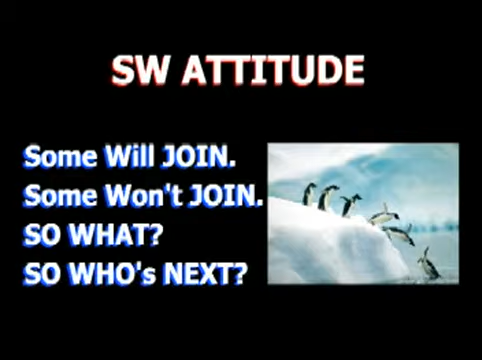 SW ATTITUDE
Some Will JOIN.
Some Won't JOIN.
SO WHAT?
SO WHO's NEXT?